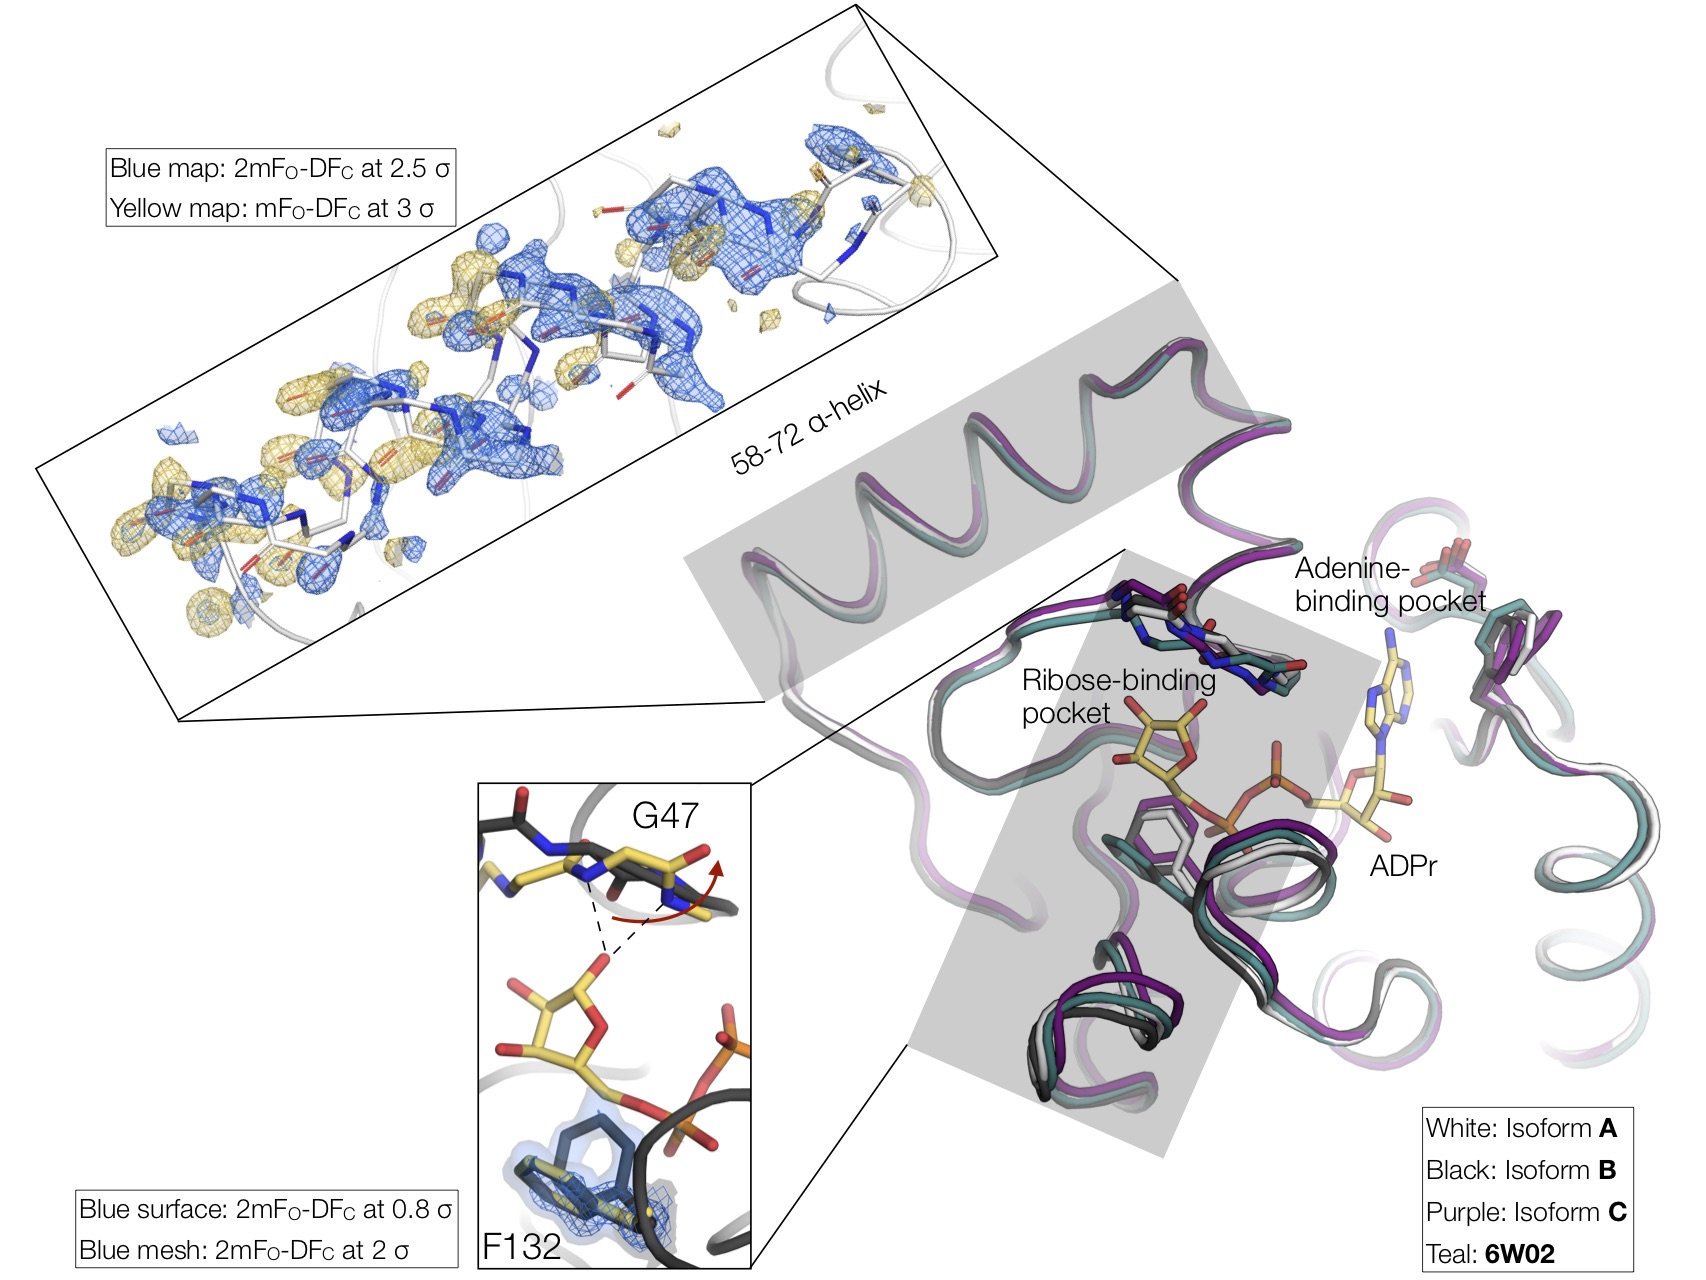 Blue map: 2mFO-DFC at 2.5 σ
Yellow map: mFO-DFC at 3 σ
58-72 α-helix
Adenine-
binding pocket
Ribose-binding
pocket
G47
ADPr
F132
Blue surface: 2mFO-DFC at 0.8 σ
Blue mesh: 2mFO-DFC at 2 σ
White: Isoform A
Black: Isoform B
Purple: Isoform C
Teal: 6W02